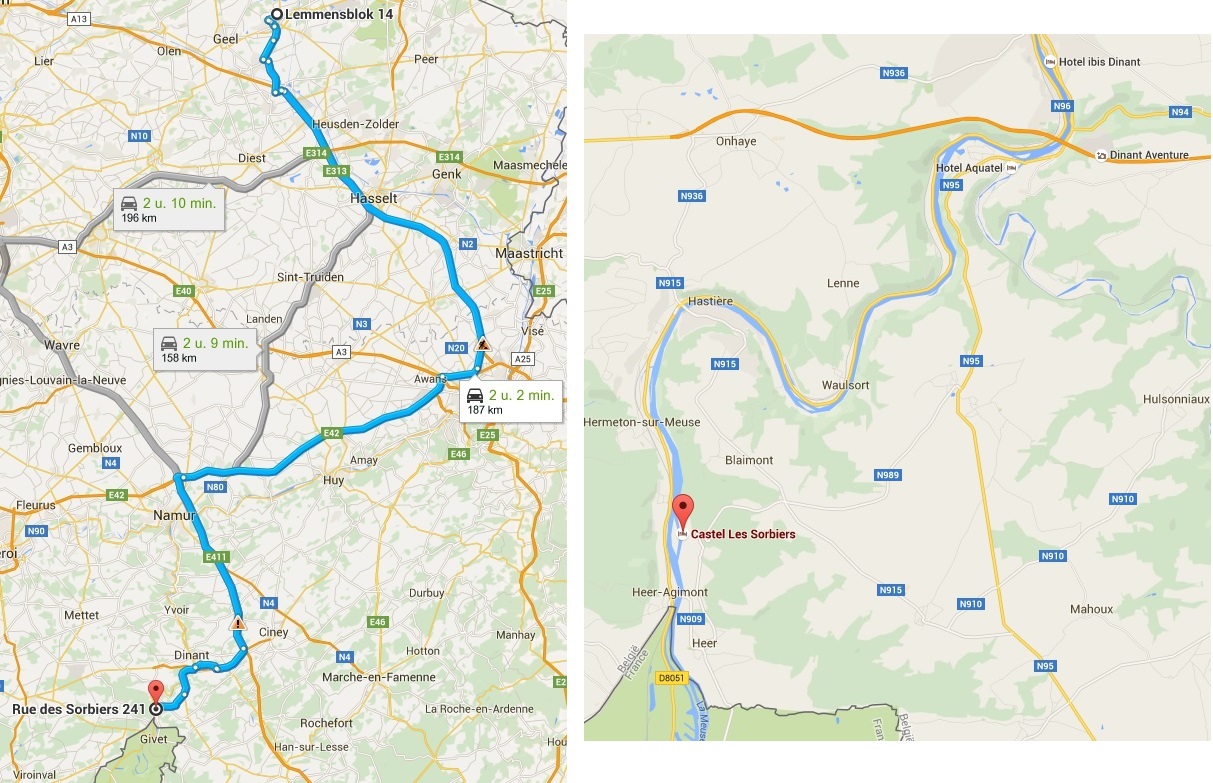 Lemmensblok 14
A13
Geel
Olen
Lier
Peer
N10
Heusden-Zolder
E314
Diest
E314
E313
Maasmechele
Genk
2 u. 10 min.
196 km
Hasselt
A3
N2
Maastricht
Sint-Truiden
E40
E25
Landen
N3
Visé
2 u. 9 min.
158 km
Wavre
N20
A3
A25
gnies-Louvain-la-Neuve
Awans
2 u. 2 min.
187 km
E42
E25
Gembloux
N4
E46
Amay
Huy
N80
E42
Fleurus
Namur
N90
eroi
E411
Durbuy
N4
Mettet
Yvoir
E46
Ciney
Manhay
Hotton
Dinant
N4
Marche-en-Famenne
E2
Rue des Sorbiers 241
La Roche-en-Ardenne
Rochefort
Givet
Han-sur-Lesse
Hou
Viroinval
Hotel ibis Dinant
N936
N96
N94
Onhaye
Dinant Aventure
Hotel Aquatel
N95
N936
N915
Lenne
Hastière
N915
N95
Waulsort
Hulsonniaux
Hermeton-sur-Meuse
Blaimont
N989
N910
Castel Les Sorbiers
N910
Heer-Agimont
N915
N910
Mahoux
N909
Heer
België
France
N95
D8051
La Meuse
Fran
België